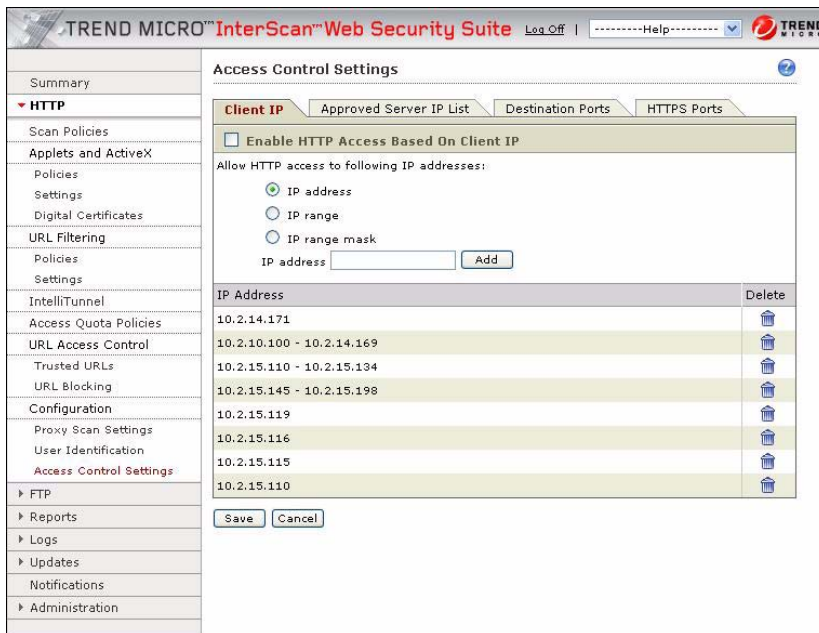 TREND MICRO™ InterScan™ Web Security Suite Log Off | ---------Help---------
Summary
HTTP
Scan Policies
Applets and ActiveX
Policies
Settings
Digital Certificates
URL Filtering
Policies
Settings
IntelliTunnel
Access Quota Policies
URL Access Control
Trusted URLs
URL Blocking
Configuration
Proxy Scan Settings
User Identification
Access Control Settings
FTP
Reports
Logs
Updates
Notifications
Administration
Access Control Settings ?
Client IP Approved Server IP List Destination Ports HTTPS Ports
Enable HTTP Access Based On Client IP
Allow HTTP access to following IP addresses:
IP address
IP range
IP range mask
IP address Add
IP Address Delete
10.2.14.171
10.2.10.100 - 10.2.14.169
10.2.15.110 - 10.2.15.134
10.2.15.145 - 10.2.15.198
10.2.15.119
10.2.15.116
10.2.15.115
10.2.15.110
Save Cancel